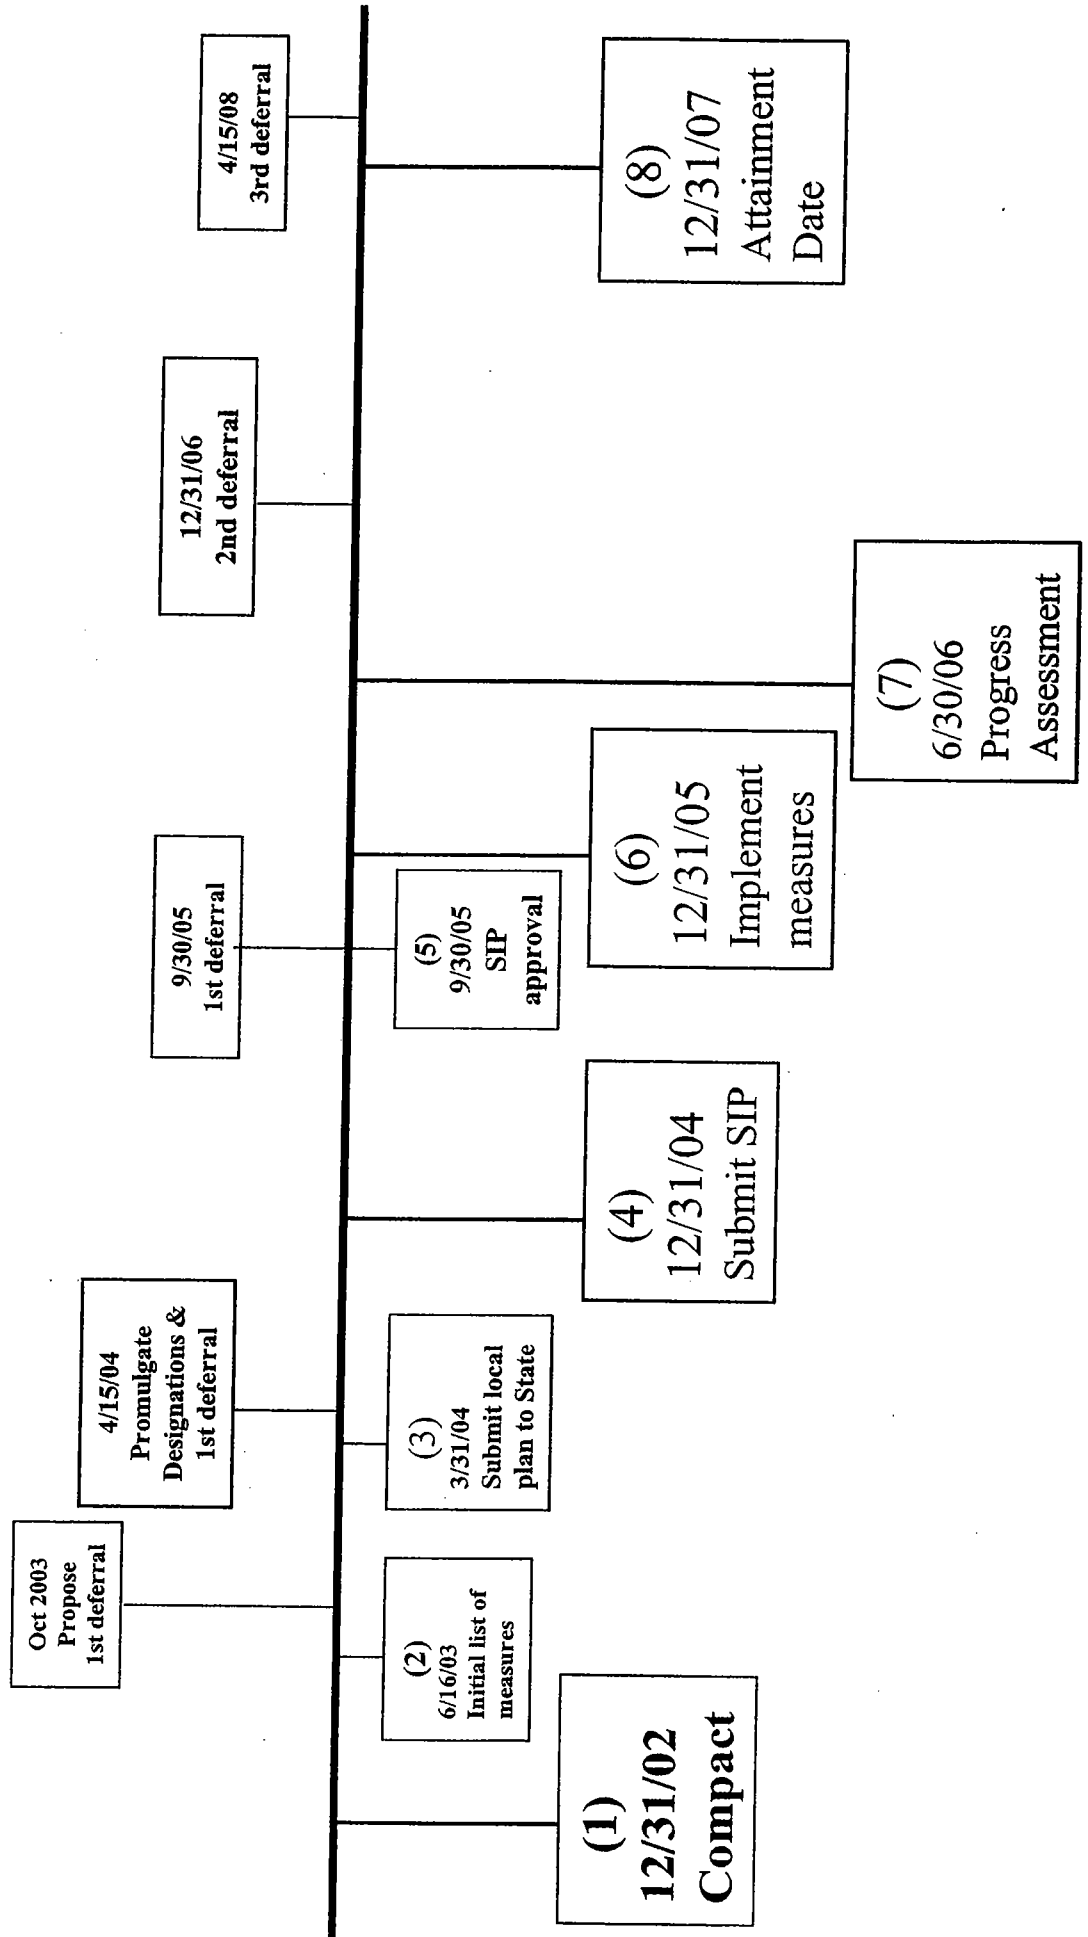 Oct 2003
Propose
1st deferral
4/15/04
Promulgate
Designations &
1st deferral
9/30/05
1st deferral
12/31/06
2nd deferral
4/15/08
3rd deferral
(1)
12/31/02
Compact
(2)
6/16/03
Initial list of
measures
(3)
3/31/04
Submit local
plan to State
(4)
12/31/04
Submit SIP
(5)
9/30/05
SIP
approval
(6)
12/31/05
Implement
measures
(7)
6/30/06
Progress
Assessment
(8)
12/31/07
Attainment
Date